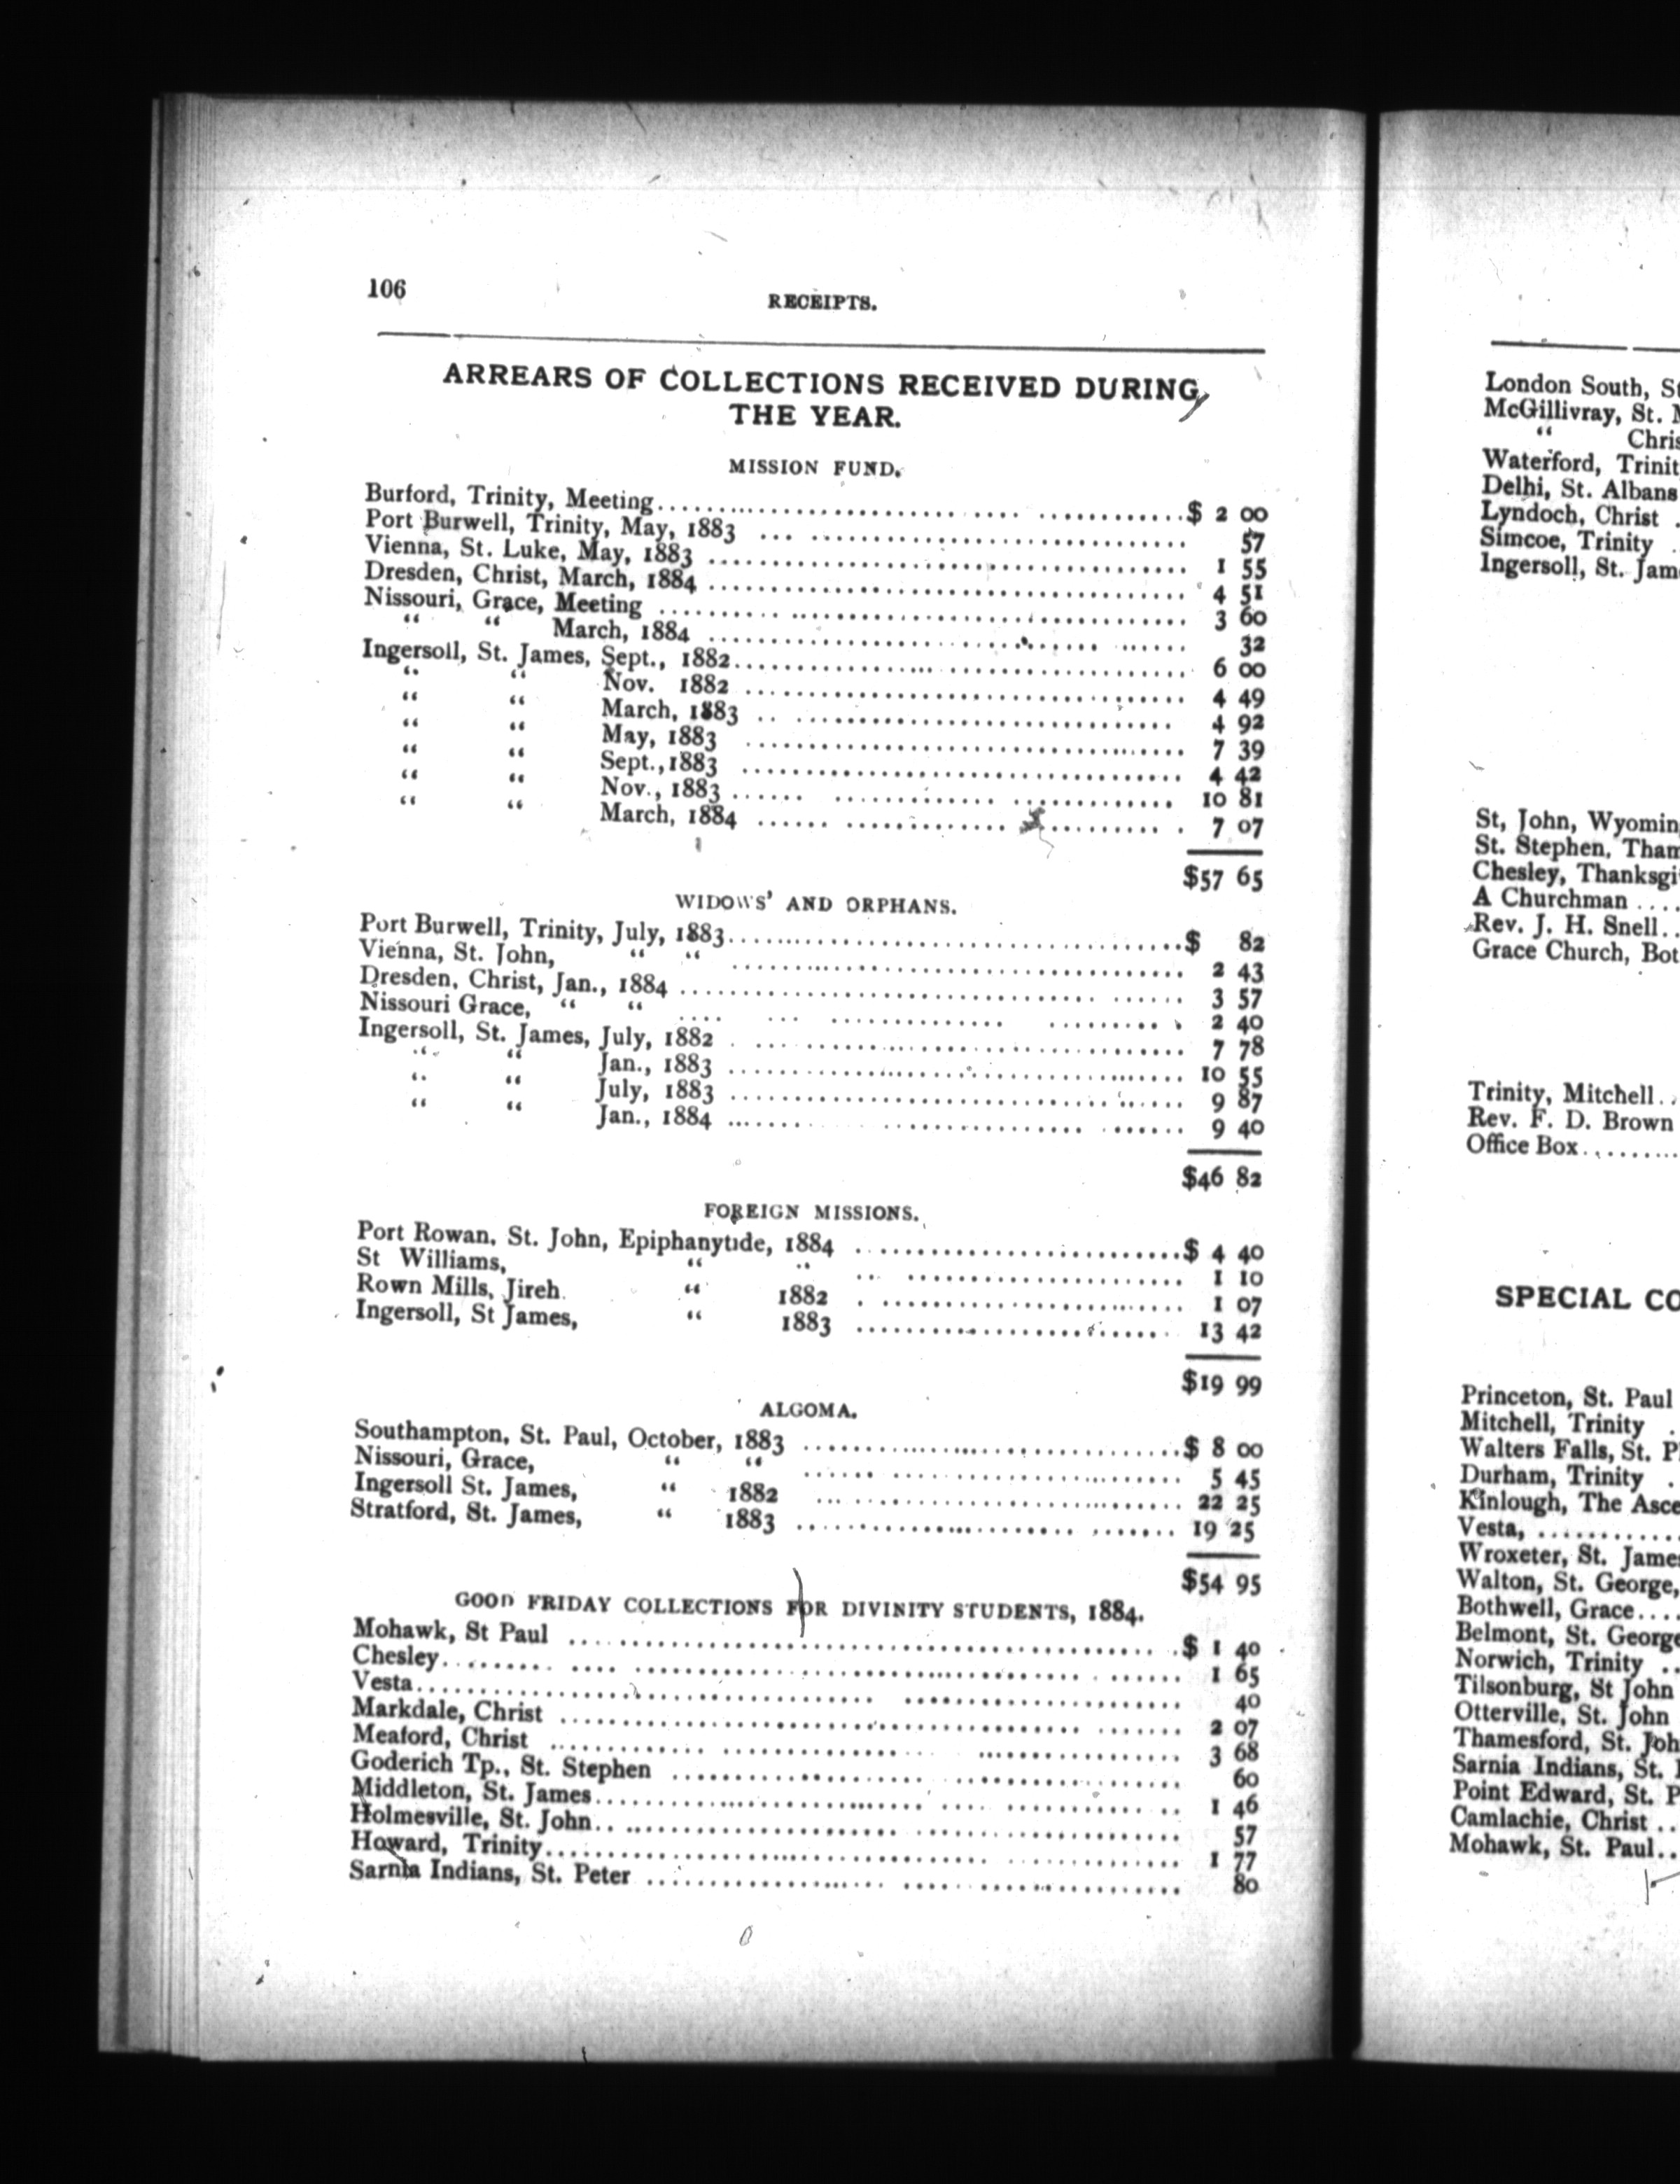 106
RECEIPTS.
ARREARS OF COLLECTIONS RECEIVED DURING
THE YEAR.
MISSION FUND.
Burford, Trinity, Meeting.......... $ 2 00
Port Burwell, Trinity, May, 1883 .......... 57
Vienna, St. Luke, May, 1883 .......... 1 55
Dresden, Christ, March, 1884 .......... 4 51
Nissouri, Grace, Meeting .......... 3 60
“ “ March, 1884 .......... 32
Ingersoll, St. James, Sept., 1882.......... 6 00
“ “ Nov. 1882 .......... 4 49
“ “ March, 1883 .......... 4 92
“ “ May, 1883 .......... 7 39
“ “ Sept., 1883 .......... 4 42
“ “ Nov., 1883 .......... 10 81
“ “ March, 1884 .......... 7 07
$57 65
WIDOWS' AND ORPHANS.
Port Burwell, Trinity, July, 1883.......... $ 82
Vienna, St. John, “ “ .......... 2 43
Dresden, Christ, Jan., 1884 .......... 3 57
Nissouri Grace, “ “ .......... 2 40
Ingersoll, St. James, July, 1882 .......... 7 78
“ “ Jan., 1883 .......... 10 55
“ “ July, 1883 .......... 9 87
“ “ Jan., 1884 .......... 9 40
$46 82
FOREIGN MISSIONS.
Port Rowan, St. John, Epiphanytide, 1884 .......... $ 4 40
St Williams, “ “ .......... 1 10
Rown Mills, Jireh “ 1882 .......... 1 07
Ingersoll, St James, “ 1883 .......... 13 42
$19 99
ALGOMA.
Southampton, St. Paul, October, 1883 .......... $ 8 00
Nissouri, Grace, “ “ .......... 5 45
Ingersoll St. James, “ 1882 .......... 22 25
Stratford, St. James, “ 1883 .......... 19 25
$54 95
GOOD FRIDAY COLLECTIONS FOR DIVINITY STUDENTS, 1884.
Mohawk, St Paul .......... $ 1 40
Chesley.......... 1 65
Vesta.......... 40
Markdale, Christ .......... 2 07
Meaford, Christ .......... 3 68
Goderich Tp., St. Stephen .......... 60
Middleton, St. James.......... 1 46
Holmesville, St. John.......... 57
Howard, Trinity.......... 1 77
Sarnia Indians, St. Peter .......... 80
London South, St
McGillivray, St. M
“ Chris
Waterford, Trinit
Delhi, St. Albans
Lyndoch, Christ .
Simcoe, Trinity .
Ingersoll, St. Jam
St, John, Wyomin
St. Stephen, Tham
Chesley, Thanksgi
A Churchman ....
Rev. J. H. Snell..
Grace Church, Bot
Trinity, Mitchell..
Rev. F. D. Brown
Office Box..........
SPECIAL CO
Princeton, St. Paul
Mitchell, Trinity .
Walters Falls, St. P
Durham, Trinity .
Kinlough, The Asce
Vesta, ..........
Wroxeter, St. James
Walton, St. George,
Bothwell, Grace....
Belmont, St. George
Norwich, Trinity ..
Tilsonburg, St John
Otterville, St. John
Thamesford, St. Joh
Sarnia Indians, St.
Point Edward, St. P
Camlachie, Christ ..
Mohawk, St. Paul..